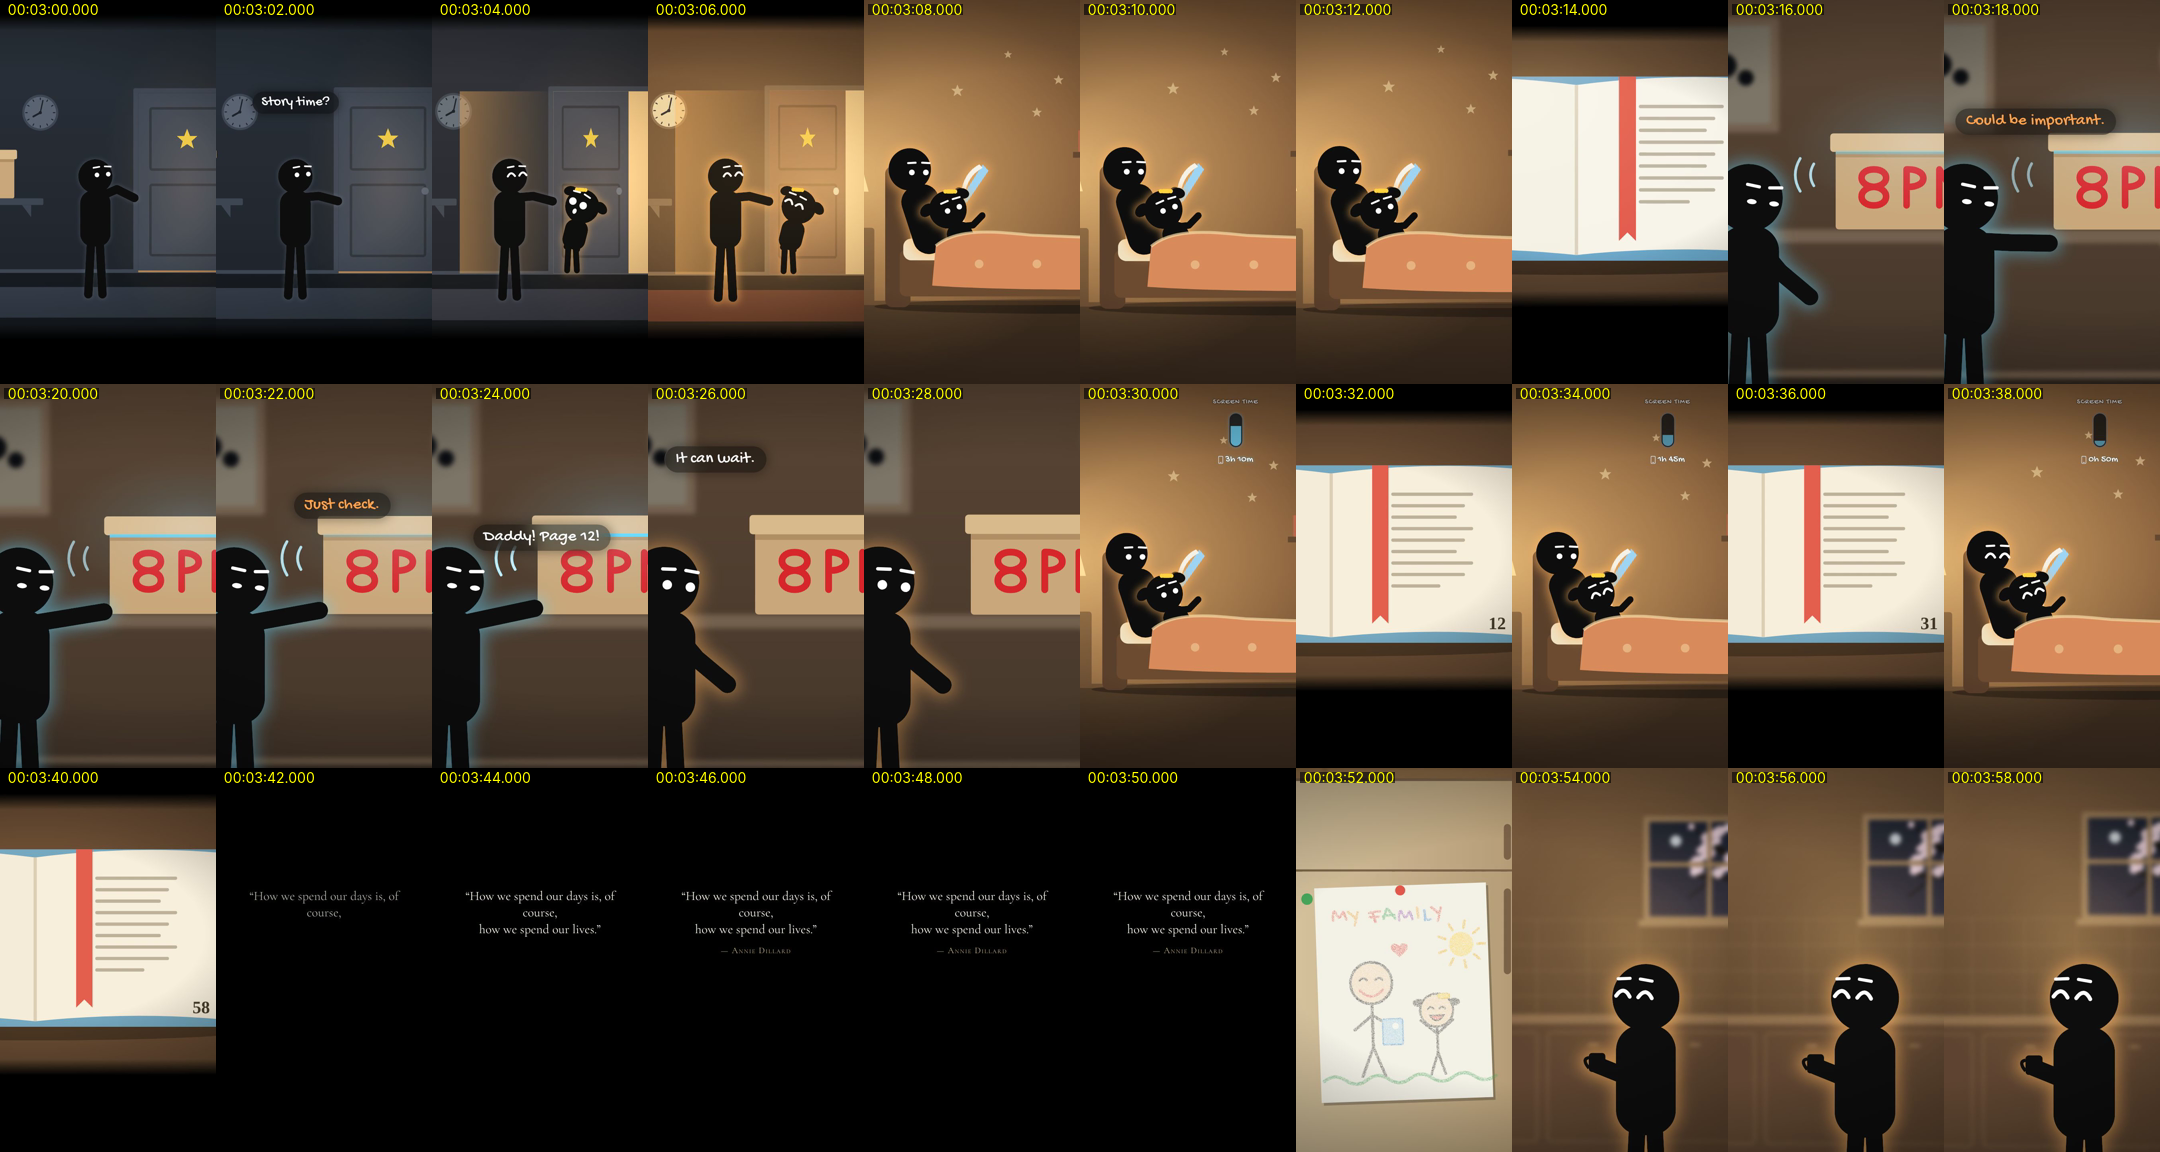 00:03:00.000
00:03:02.000
00:03:04.000
00:03:06.000
00:03:08.000
00:03:10.000
00:03:12.000
00:03:14.000
00:03:16.000
00:03:18.000
Story time?
8P
Could be important.
8P
00:03:20.000
00:03:22.000
00:03:24.000
00:03:26.000
00:03:28.000
00:03:30.000
00:03:32.000
00:03:34.000
00:03:36.000
00:03:38.000
8P
Just check.
8P
Daddy! Page 12!
8P
It can wait.
8P
8P
SCREEN TIME
3h 10m
12
SCREEN TIME
1h 45m
31
SCREEN TIME
0h 50m
00:03:40.000
00:03:42.000
00:03:44.000
00:03:46.000
00:03:48.000
00:03:50.000
00:03:52.000
00:03:54.000
00:03:56.000
00:03:58.000
58
“How we spend our days is, of
course,
“How we spend our days is, of
course,
how we spend our lives.”
“How we spend our days is, of
course,
how we spend our lives.”
— Annie Dillard
“How we spend our days is, of
course,
how we spend our lives.”
— Annie Dillard
“How we spend our days is, of
course,
how we spend our lives.”
— Annie Dillard
MY FAMILY